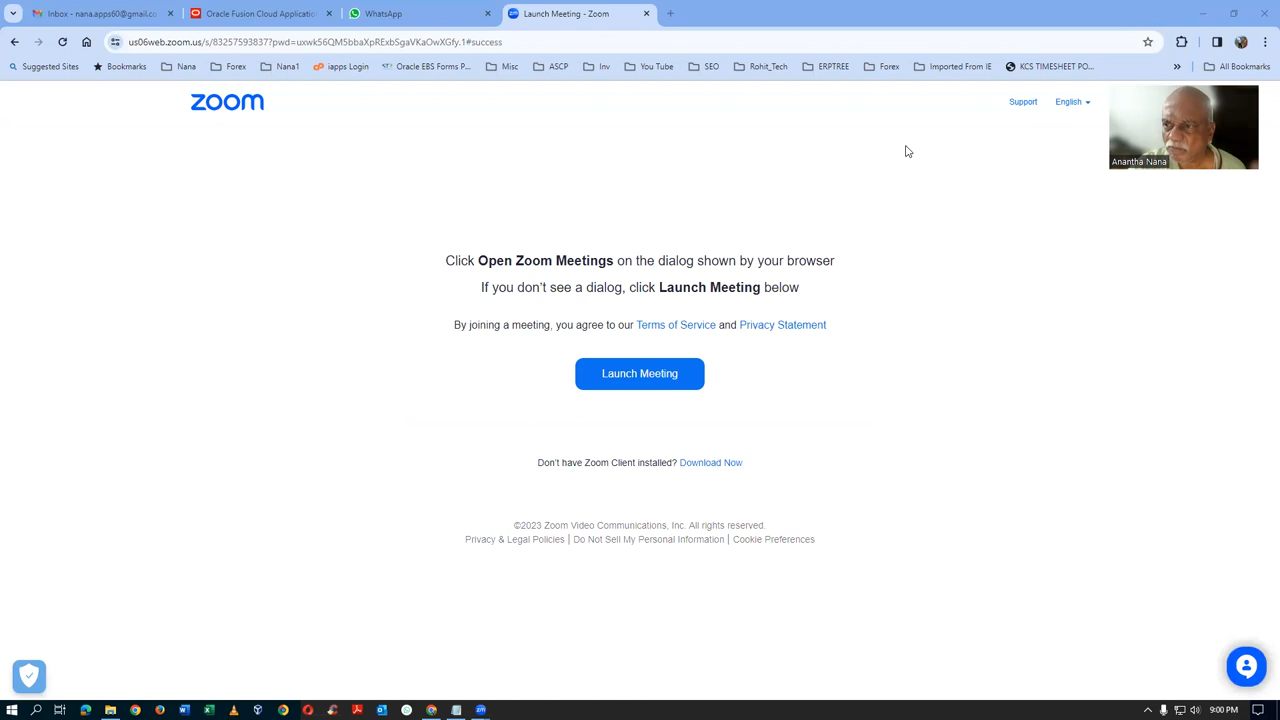 Inbox - nana.apps60@gmail.co
Oracle Fusion Cloud Applicatio
WhatsApp
Launch Meeting - Zoom
us06web.zoom.us/s/83257593837?pwd=uxwk56QM5bbaXpRExbSgaVKaOwXGfy.1#success
Suggested Sites
Bookmarks
Nana
Forex
Nana1
iapps Login
Oracle EBS Forms P...
Misc
ASCP
Inv
You Tube
SEO
Rohit_Tech
ERPTREE
Forex
Imported From IE
KCS TIMESHEET PO...
All Bookmarks
zoom
Support
English
Anantha Nana
Click Open Zoom Meetings on the dialog shown by your browser
If you don't see a dialog, click Launch Meeting below
By joining a meeting, you agree to our Terms of Service and Privacy Statement
Launch Meeting
Don't have Zoom Client installed? Download Now
©2023 Zoom Video Communications, Inc. All rights reserved.
Privacy & Legal Policies | Do Not Sell My Personal Information | Cookie Preferences
9:00 PM